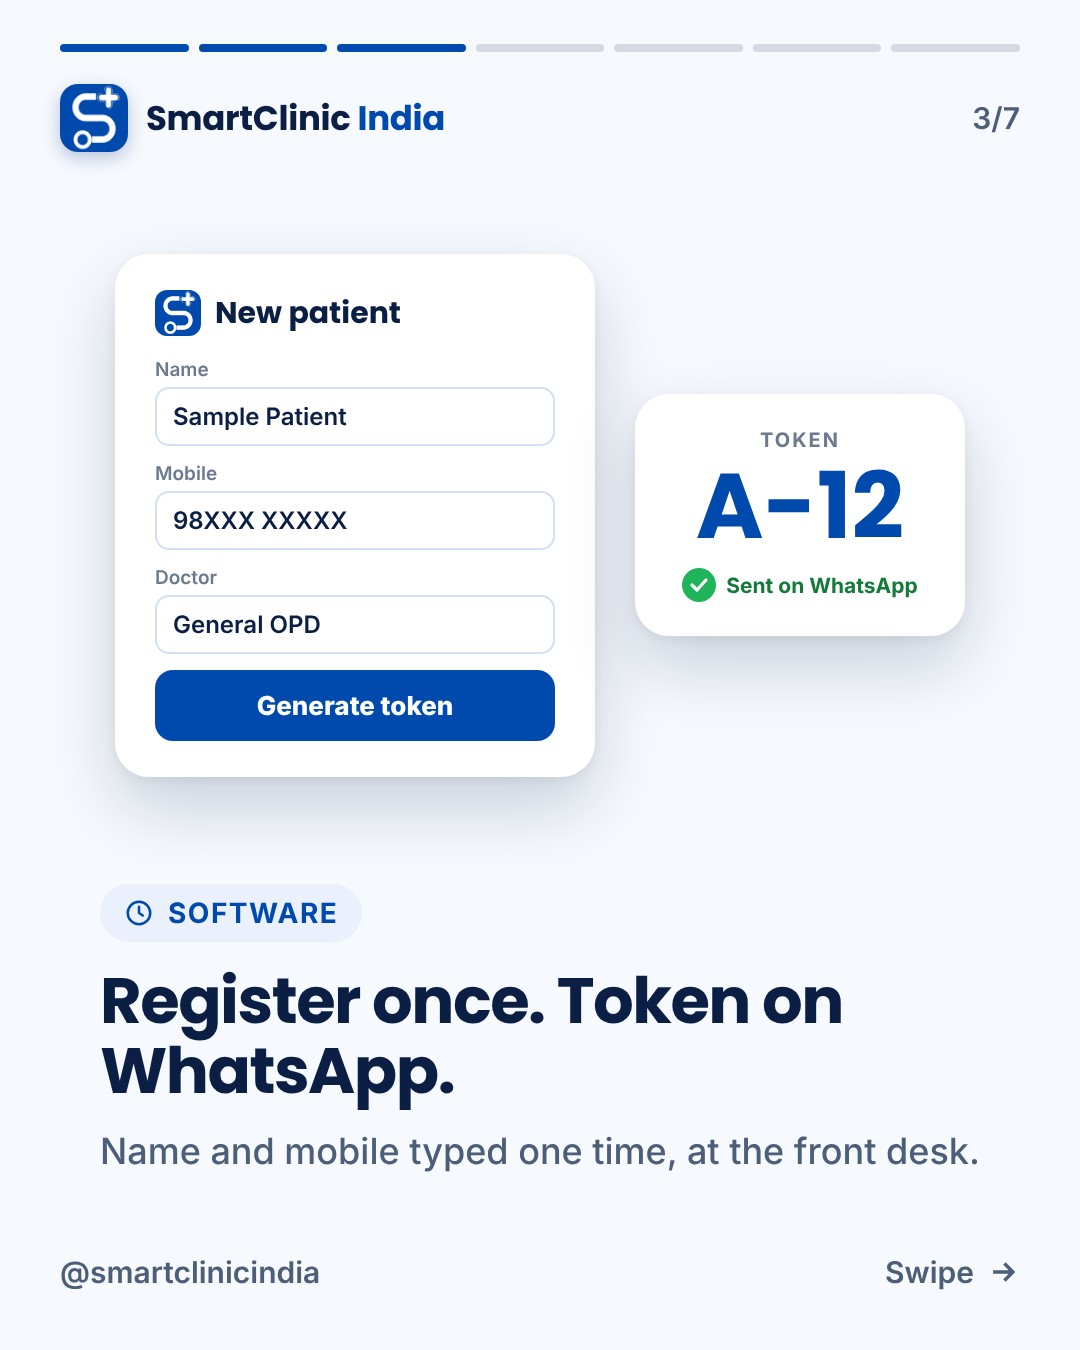 SmartClinic India
3/7
New patient
Name
Sample Patient
Mobile
98XXX XXXXX
Doctor
General OPD
Generate token
TOKEN
A-12
Sent on WhatsApp
SOFTWARE
Register once. Token on
WhatsApp.
Name and mobile typed one time, at the front desk.
@smartclinicindia
Swipe →